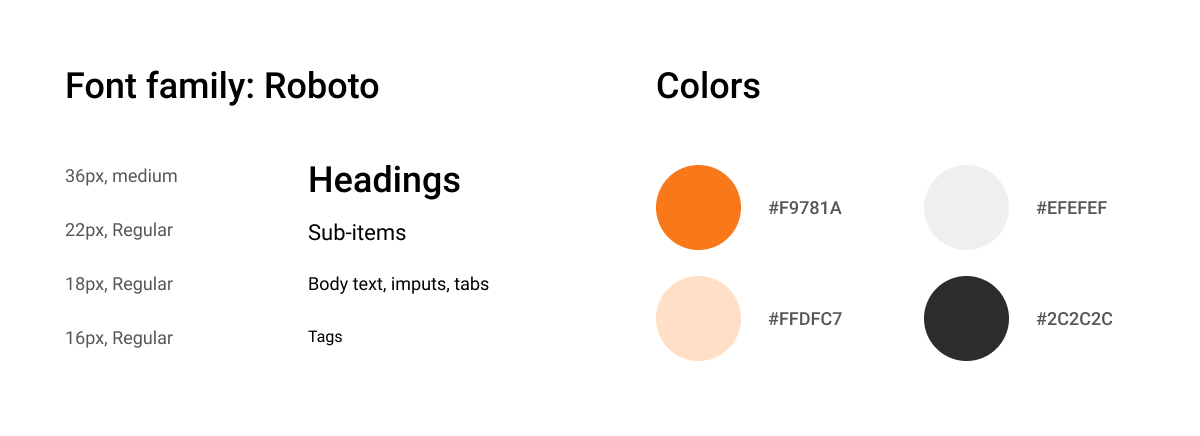 Font family: Roboto
36px, medium
Headings
22px, Regular
Sub-items
18px, Regular
Body text, imputs, tabs
16px, Regular
Tags
Colors
#F9781A
#EFEFEF
#FFDFC7
#2C2C2C